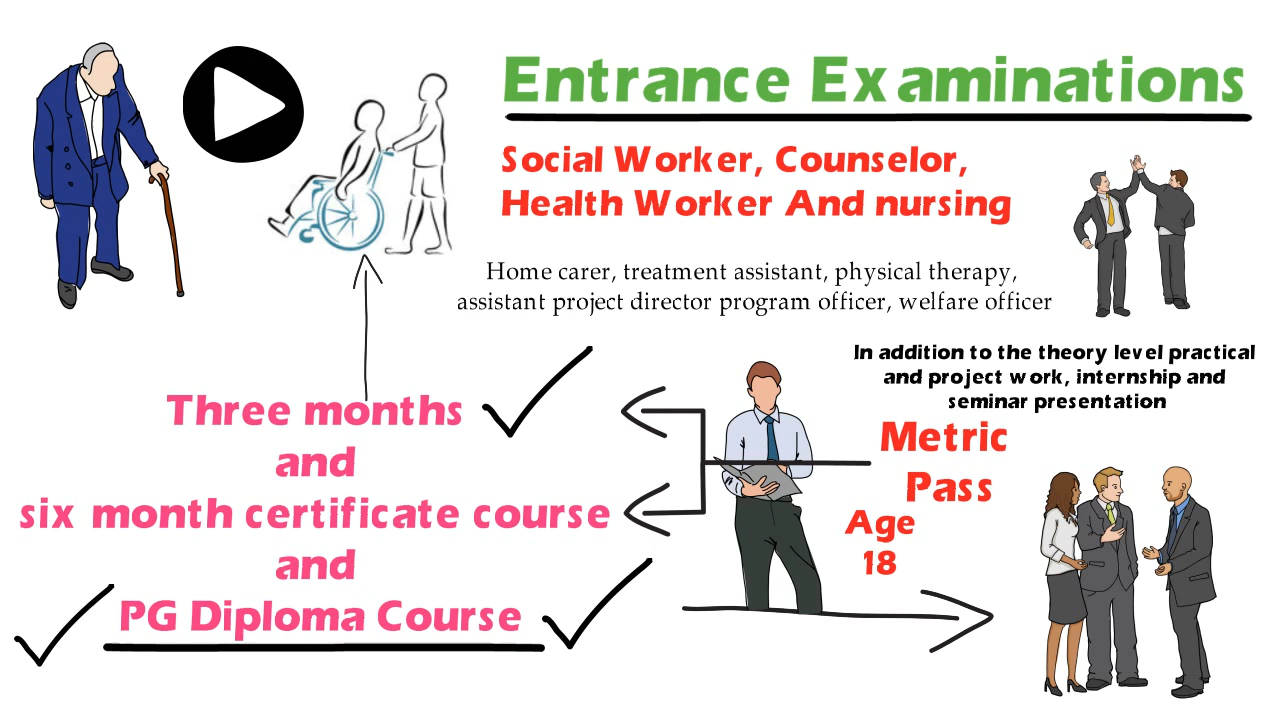 Entrance Examinations
Social Worker, Counselor,
Health Worker And nursing
Home carer, treatment assistant, physical therapy,
assistant project director program officer, welfare officer
In addition to the theory level practical
and project work, internship and
seminar presentation
Metric
Pass
Age
18
Three months
and
six month certificate course
and
PG Diploma Course